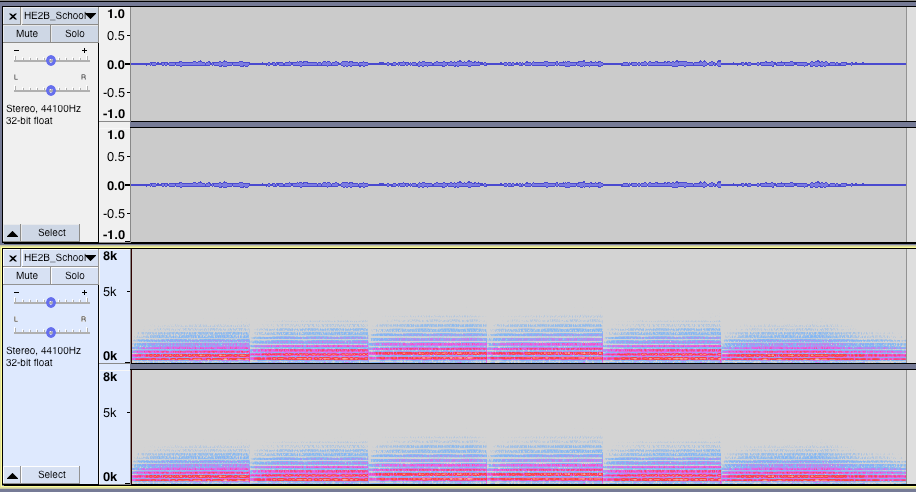 HE2B_School
Mute Solo
- +
L R
Stereo, 44100Hz
32-bit float
Select
1.0
0.5
0.0
-0.5
-1.0
1.0
0.5
0.0
-0.5
-1.0
HE2B_School
Mute Solo
- +
L R
Stereo, 44100Hz
32-bit float
Select
8k
5k
0k
8k
5k
0k